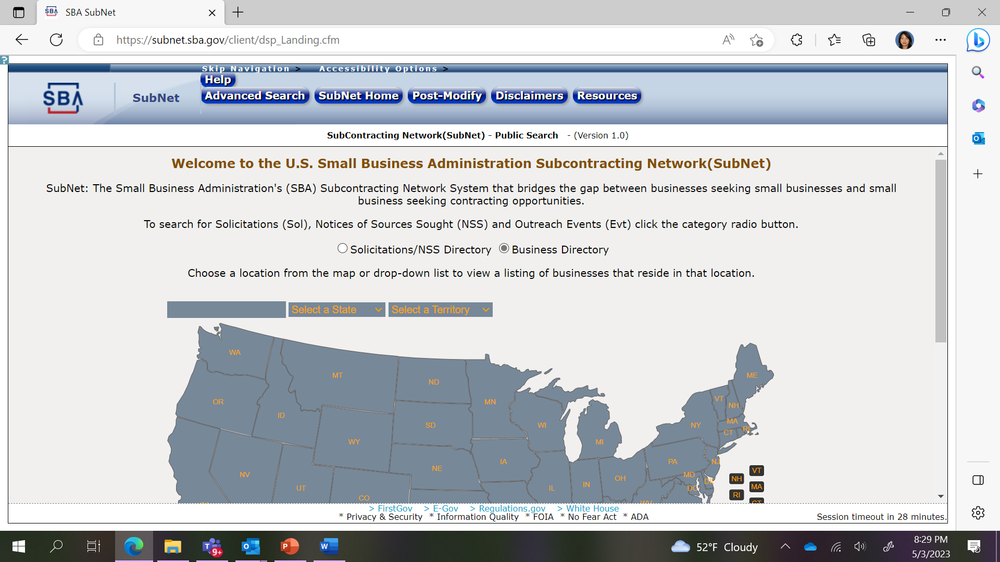 SBA SubNet
https://subnet.sba.gov/client/dsp_Landing.cfm
Skip Navigation > Accessibility Options >
Help
SBA SubNet
Advanced Search SubNet Home Post-Modify Disclaimers Resources
SubContracting Network(SubNet) - Public Search - (Version 1.0)
Welcome to the U.S. Small Business Administration Subcontracting Network(SubNet)
SubNet: The Small Business Administration's (SBA) Subcontracting Network System that bridges the gap between businesses seeking small businesses and small
business seeking contracting opportunities.
To search for Solicitations (Sol), Notices of Sources Sought (NSS) and Outreach Events (Evt) click the category radio button.
Solicitations/NSS Directory Business Directory
Choose a location from the map or drop-down list to view a listing of businesses that reside in that location.
Select a State Select a Territory
WA
MT
ND
ME
OR
MN
VT
NH
ID
SD
WI
NY
MA
CT
RI
WY
MI
IA
PA
NJ
NE
NV
OH
MD
DE
VT
NH
UT
IN
IL
DC
MA
CO
RI
> FirstGov > E-Gov > Regulations.gov > White House
* Privacy & Security * Information Quality * FOIA * No Fear Act * ADA
Session timeout in 28 minutes.
9+
52°F Cloudy
8:29 PM
5/3/2023